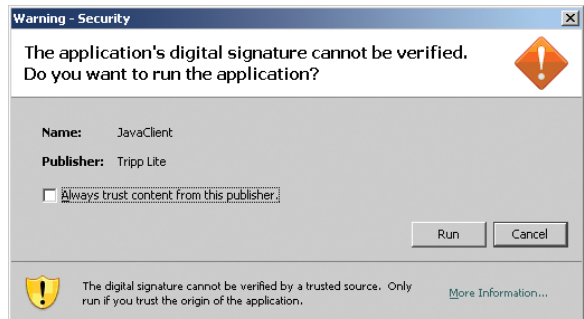 Warning - Security
The application's digital signature cannot be verified.
Do you want to run the application?
Name: JavaClient
Publisher: Tripp Lite
Always trust content from this publisher.
Run Cancel
The digital signature cannot be verified by a trusted source. Only
run if you trust the origin of the application.
More Information...